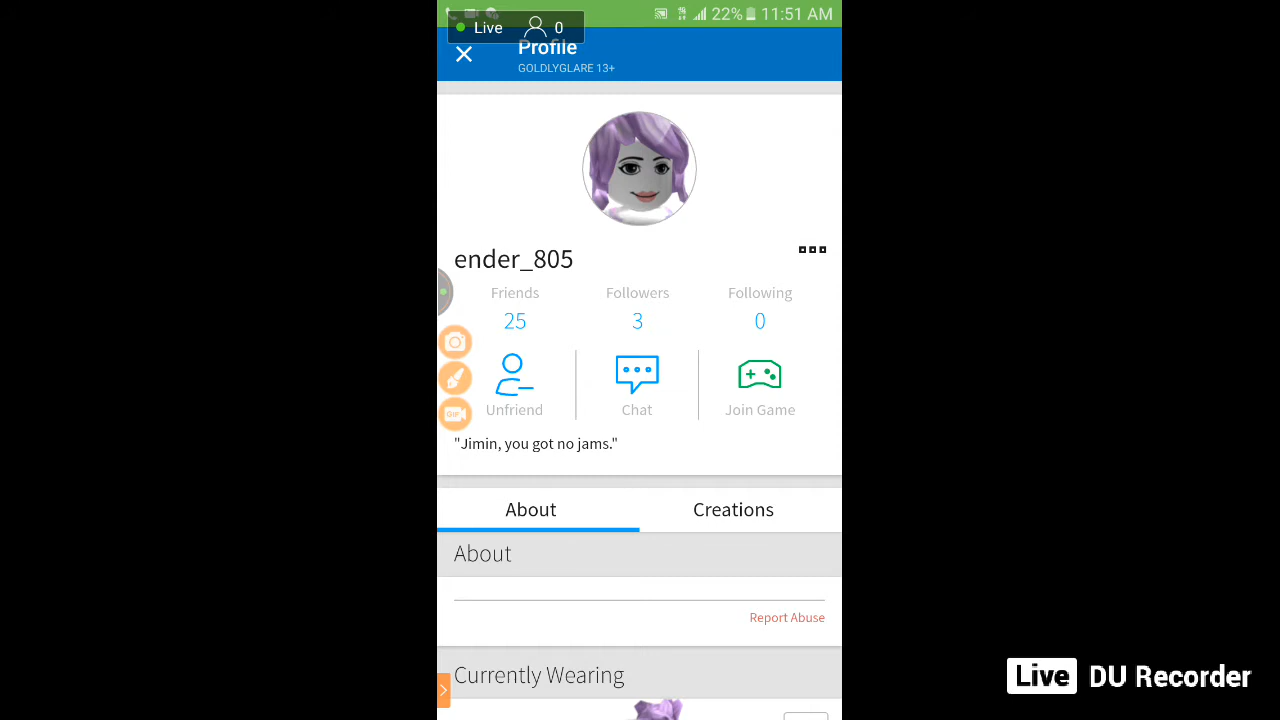 22% 11:51 AM
Live 0
Profile
GOLDLYGLARE 13+
ender_805
Friends Followers Following
25 3 0
Unfriend Chat Join Game
GIF
"Jimin, you got no jams."
About Creations
About
Report Abuse
Currently Wearing
Live DU Recorder